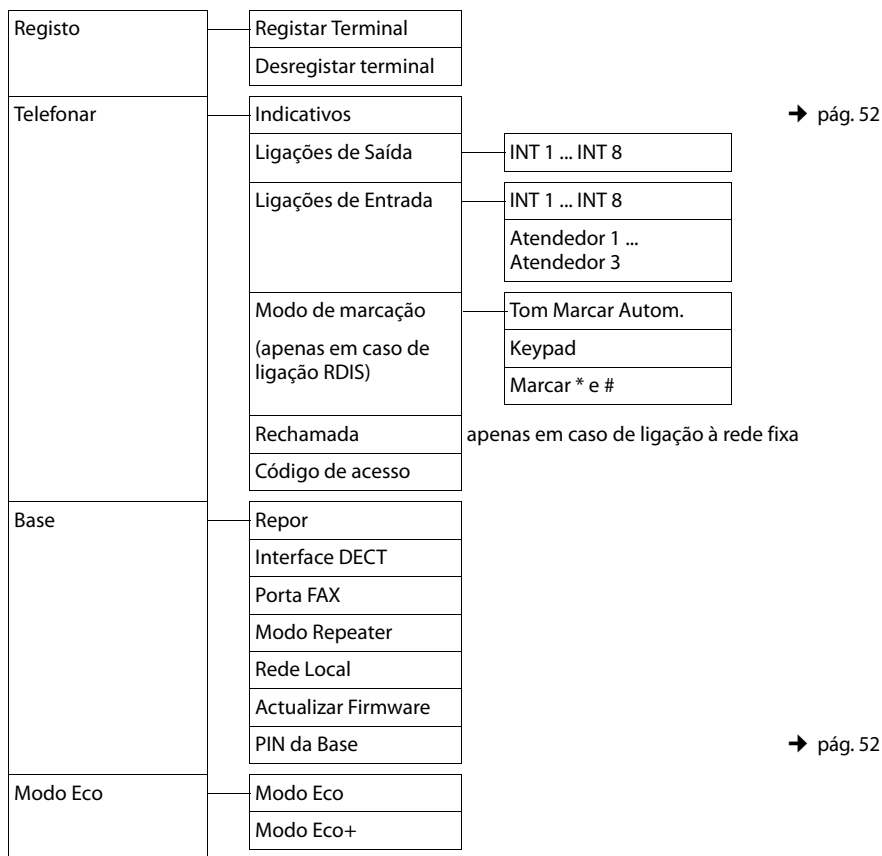 Registo
Registar Terminal
Desregistar terminal
Telefonar
Indicativos
➔ pág. 52
Ligações de Saída
INT 1 ... INT 8
Ligações de Entrada
INT 1 ... INT 8
Atendedor 1 ...
Atendedor 3
Modo de marcação
(apenas em caso de
ligação RDIS)
Tom Marcar Autom.
Keypad
Marcar * e #
Rechamada
apenas em caso de ligação à rede fixa
Código de acesso
Base
Repor
Interface DECT
Porta FAX
Modo Repeater
Rede Local
Actualizar Firmware
PIN da Base
➔ pág. 52
Modo Eco
Modo Eco
Modo Eco+